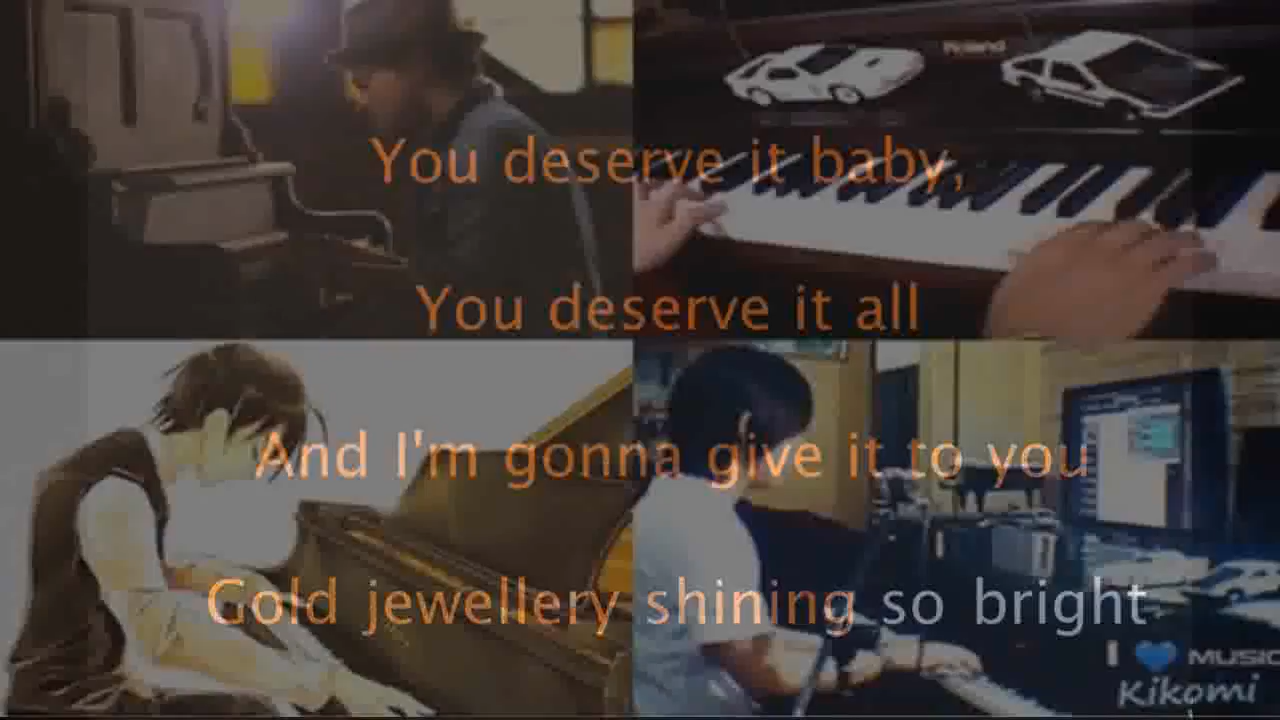 Roland
You deserve it baby,
You deserve it all
And I'm gonna give it to you
Gold jewellery shining so bright
I 💙 MUSIC
Kikomi